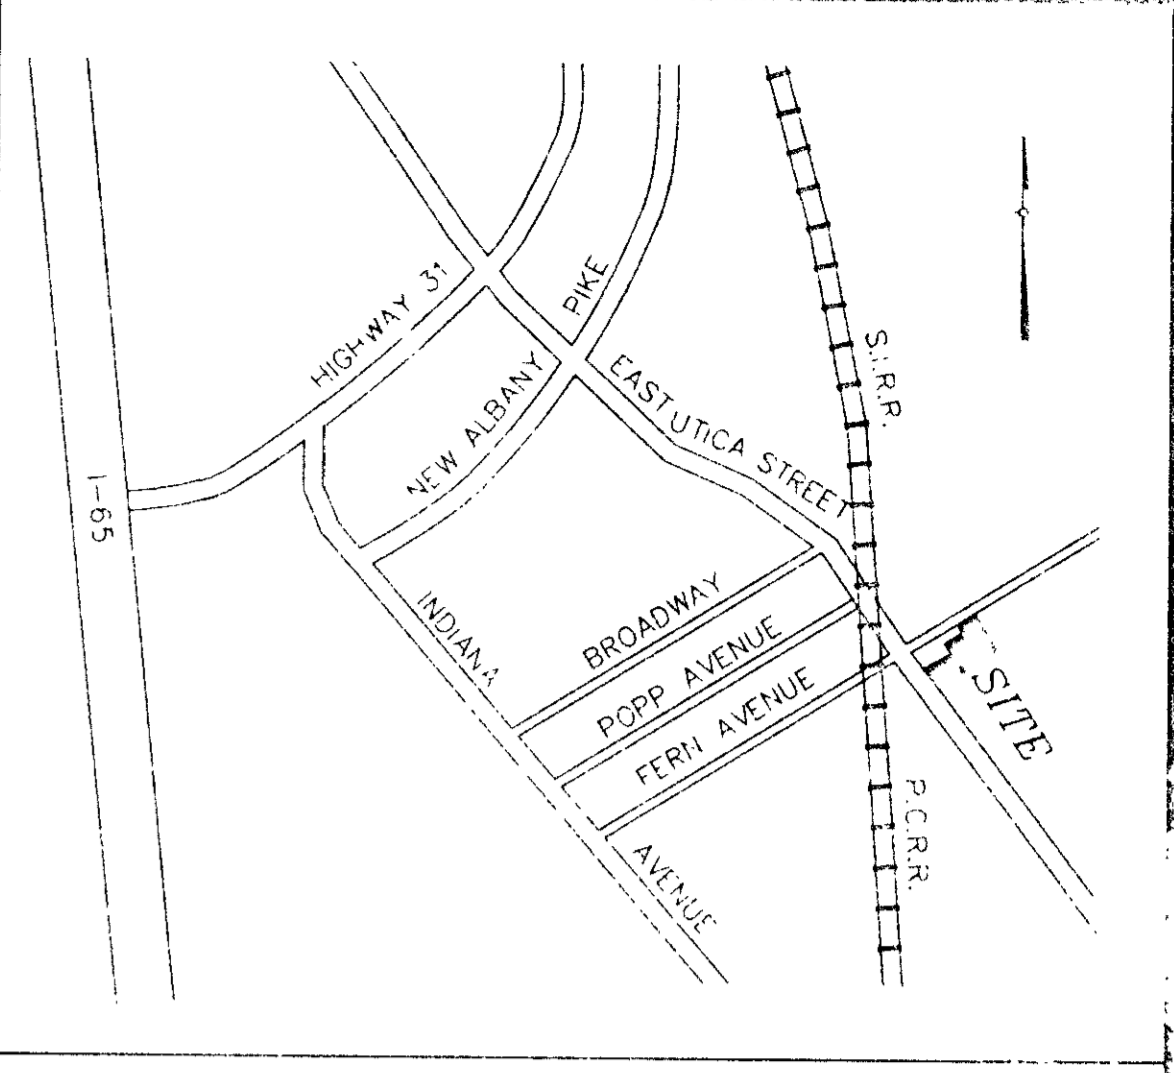 HIGHWAY 31
PIKE
NEW ALBANY
EAST UTICA STREET
S.I.R.R.
I-65
INDIANA
BROADWAY
POPP AVENUE
FERN AVENUE
SITE
P.C.R.R.
AVENUE